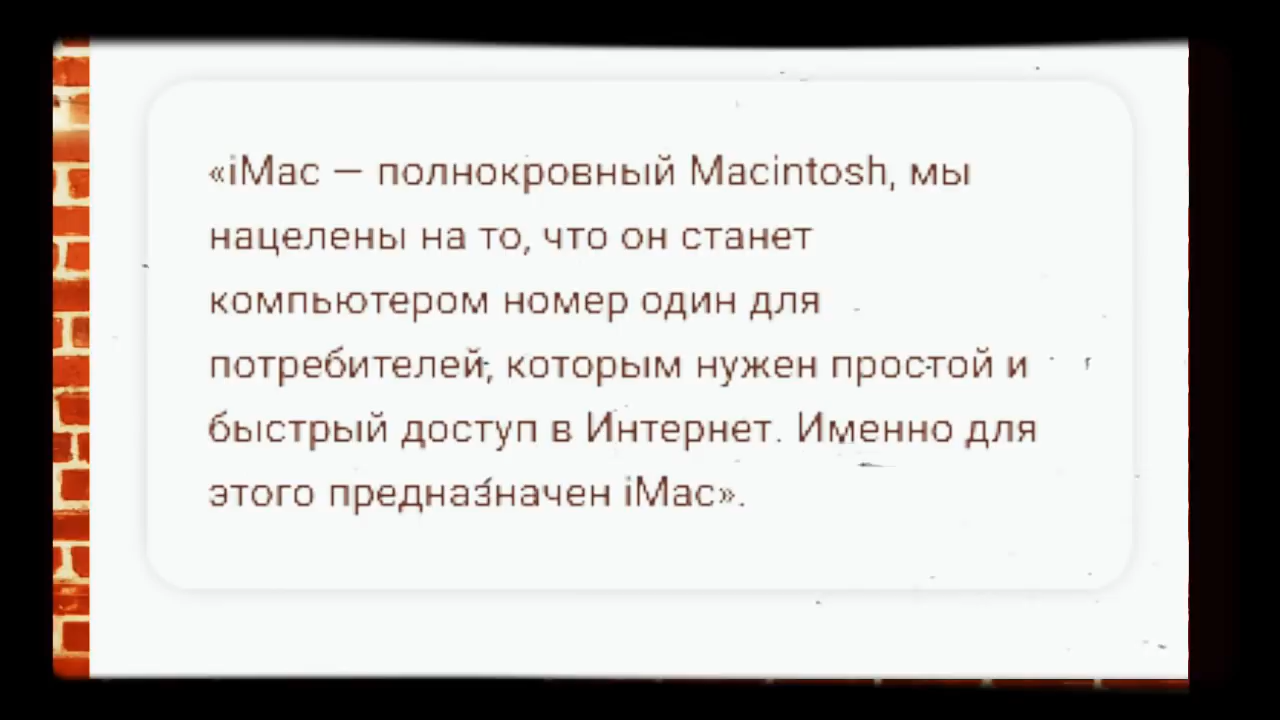 «iMac — полнокровный Macintosh, мы
нацелены на то, что он станет
компьютером номер один для
потребителей, которым нужен простой и
быстрый доступ в Интернет. Именно для
этого предназначен iMac».